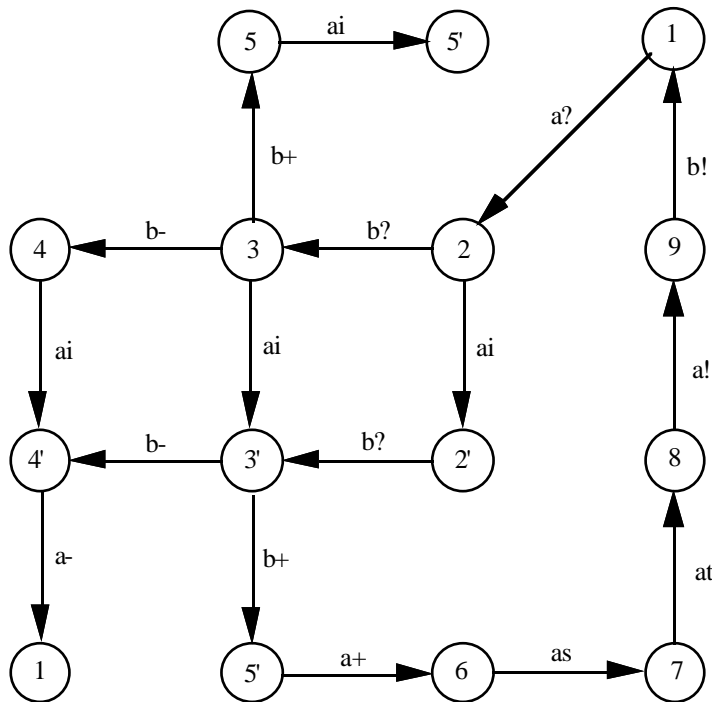 5 ai 5' 1
a?
b+ b!
4 b- 3 b? 2 9
ai ai ai a!
4' b- 3' b? 2' 8
a- b+ at
1 5' a+ 6 as 7